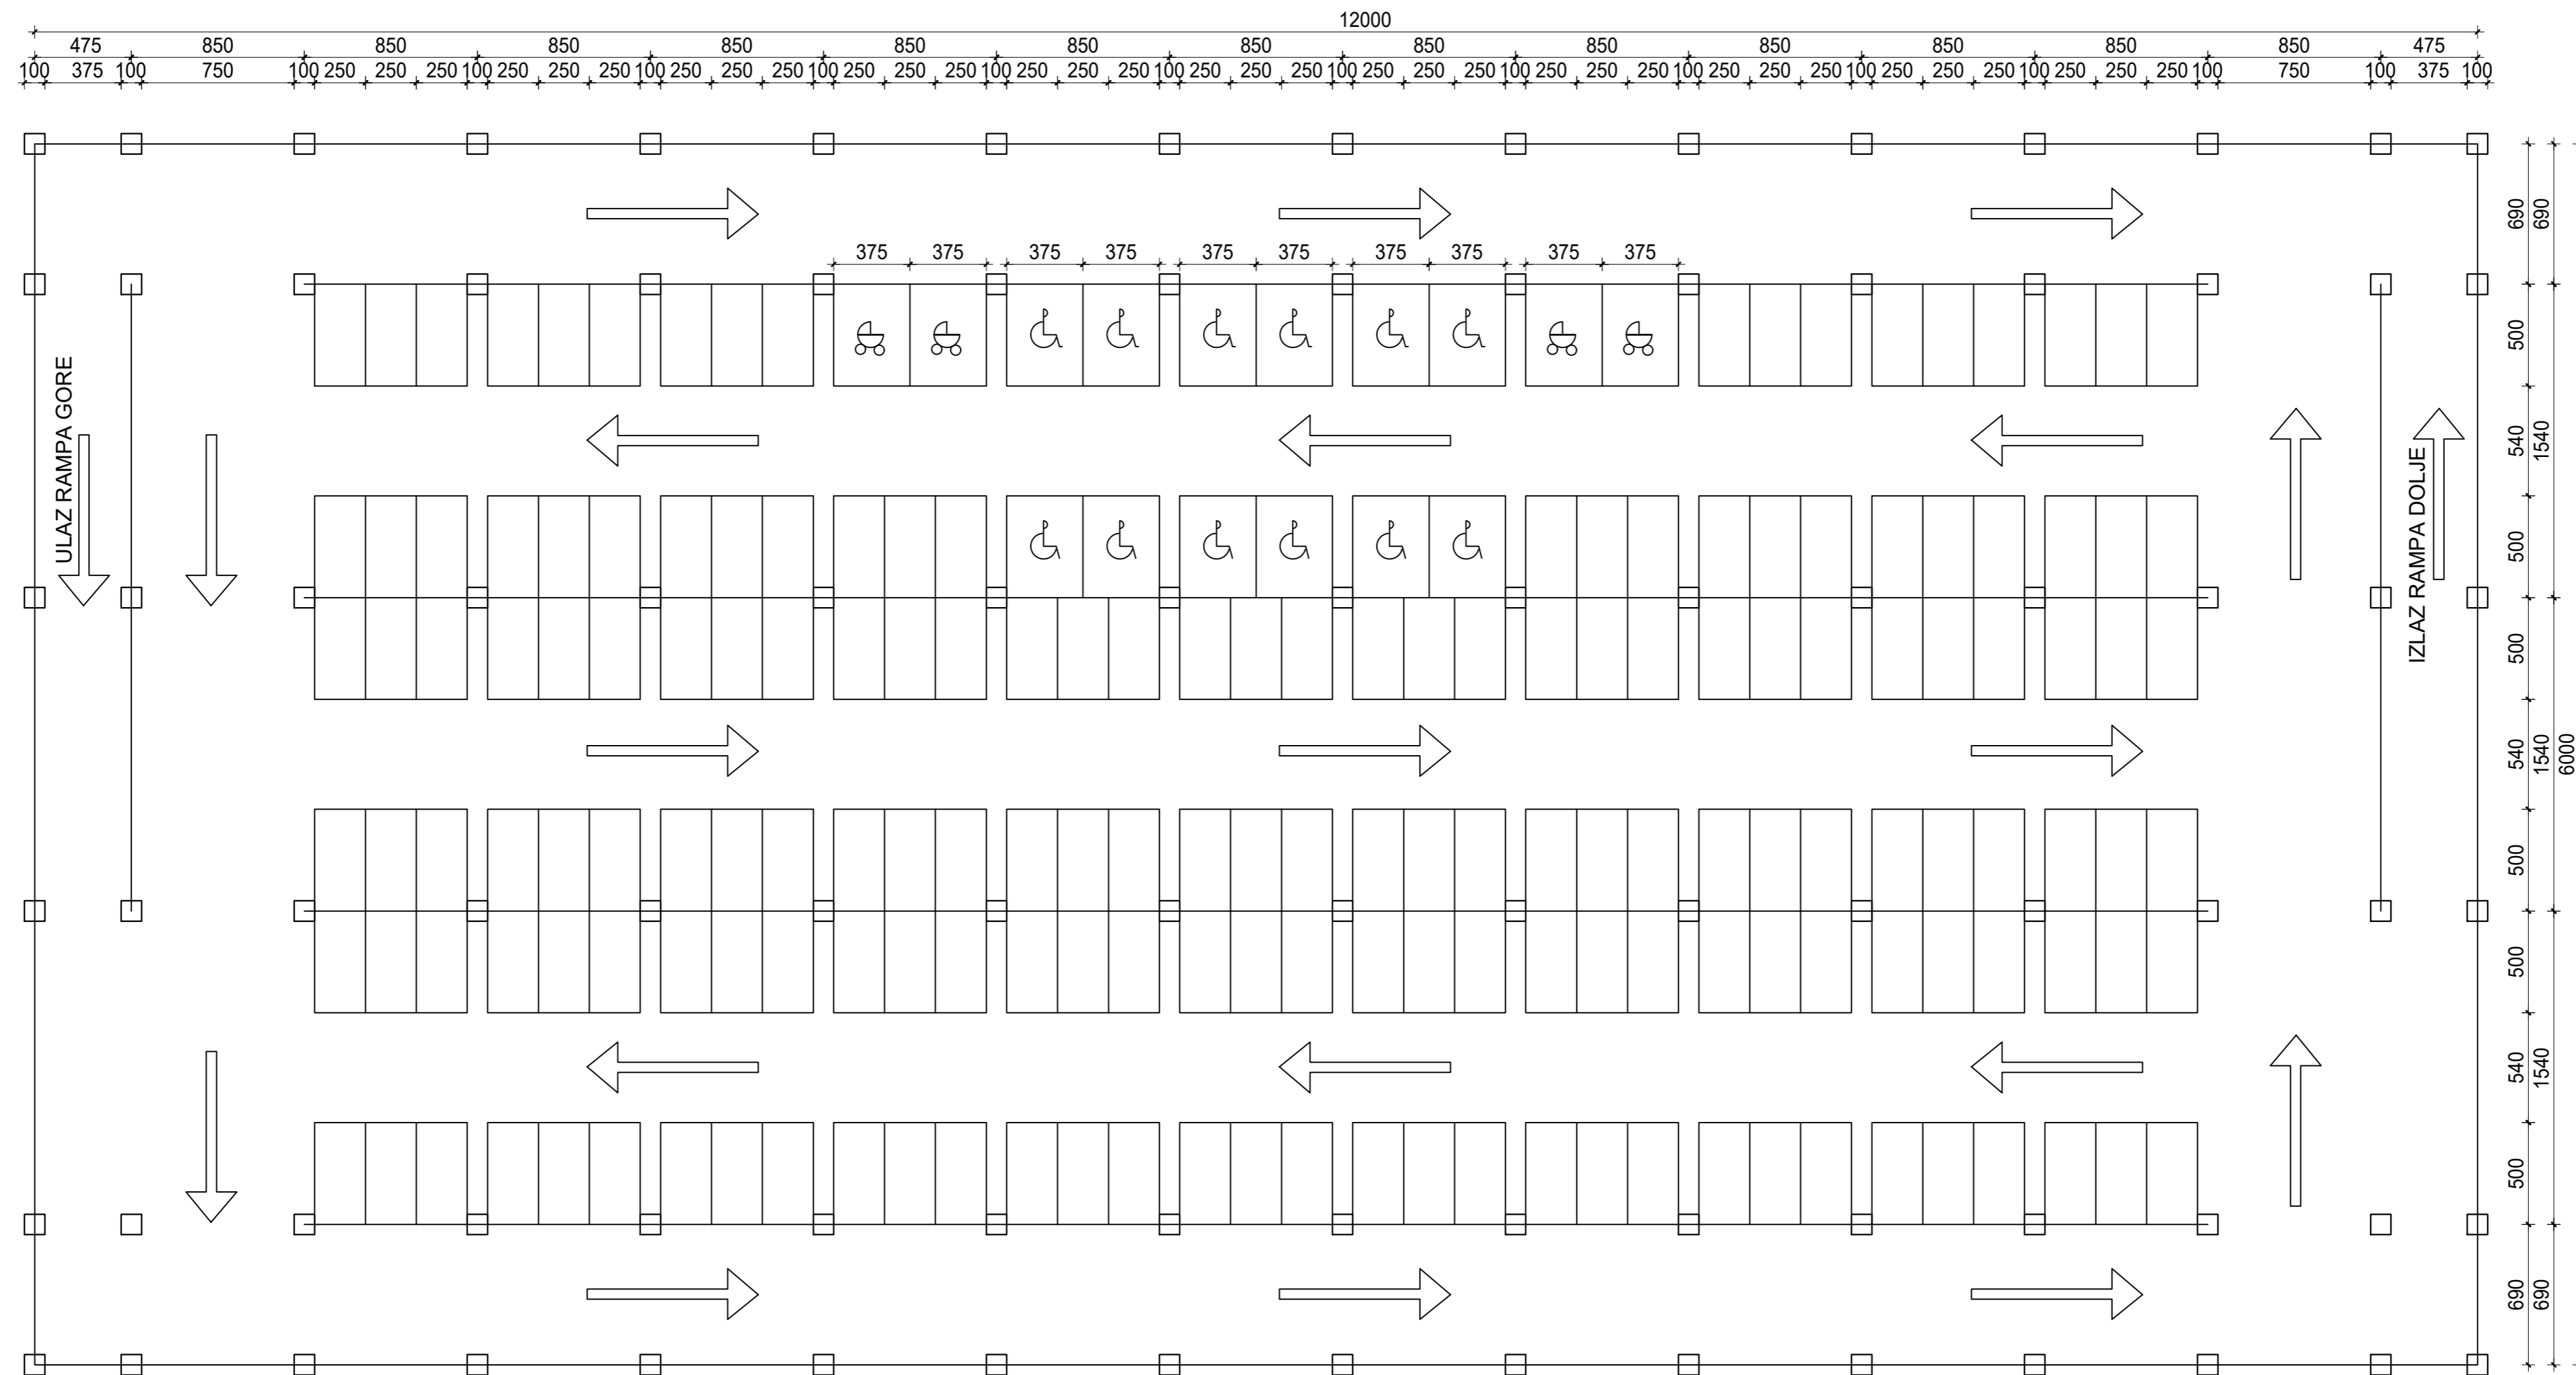 12000
475 850 850 850 850 850 850 850 850 850 850 850 850 850 475
100 375 100 750 100 250 250 250 100 250 250 250 100 250 250 250 100 250 250 250 100 250 250 250 100 250 250 250 100 250 250 250 100 250 250 250 100 250 250 250 100 250 250 250 100 250 250 250 100 750 100 375 100
375 375 375 375 375 375 375 375 375 375
ULAZ RAMPA GORE
IZLAZ RAMPA DOLJE
690 500 540 500 500 540 500 500 540 500 690
690 1540 1540 1540 690
6000